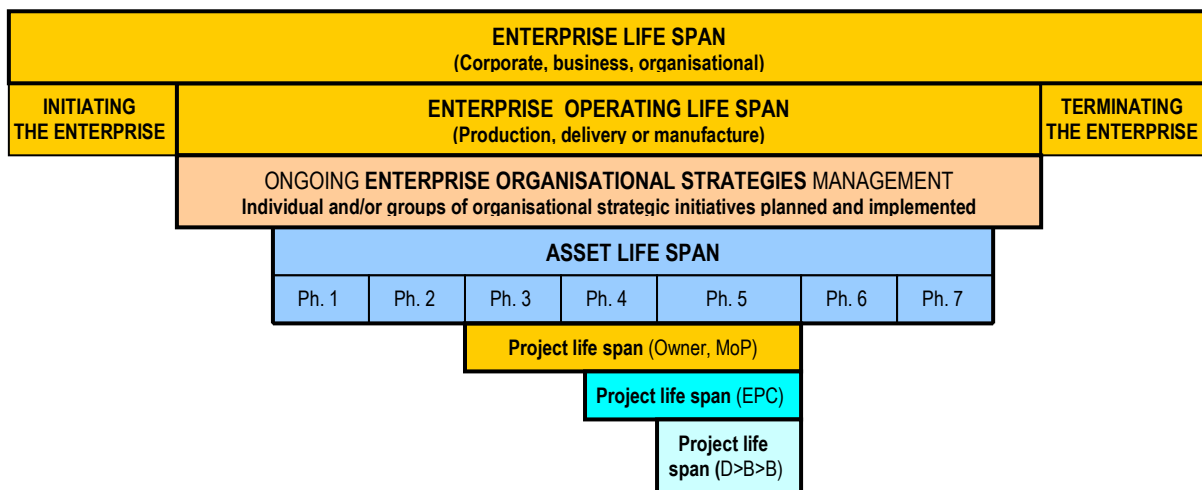 ENTERPRISE LIFE SPAN
(Corporate, business, organisational)
INITIATING
THE ENTERPRISE
ENTERPRISE OPERATING LIFE SPAN
(Production, delivery or manufacture)
TERMINATING
THE ENTERPRISE
ONGOING ENTERPRISE ORGANISATIONAL STRATEGIES MANAGEMENT
Individual and/or groups of organisational strategic initiatives planned and implemented
ASSET LIFE SPAN
Ph. 1 Ph. 2 Ph. 3 Ph. 4 Ph. 5 Ph. 6 Ph. 7
Project life span (Owner, MoP)
Project life span (EPC)
Project life
span (D>B>B)